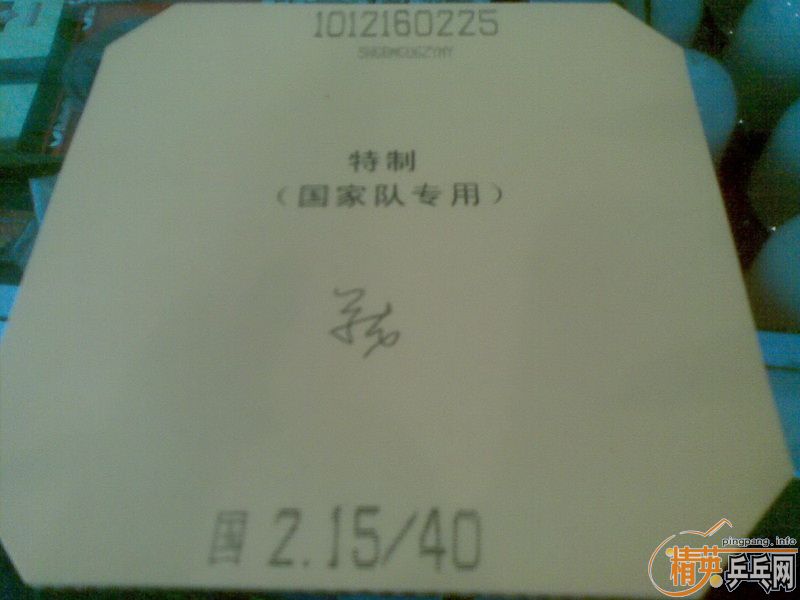 1012160225
特制
（国家队专用）
国 2.15/40
pingpang.info
精英乒乓网